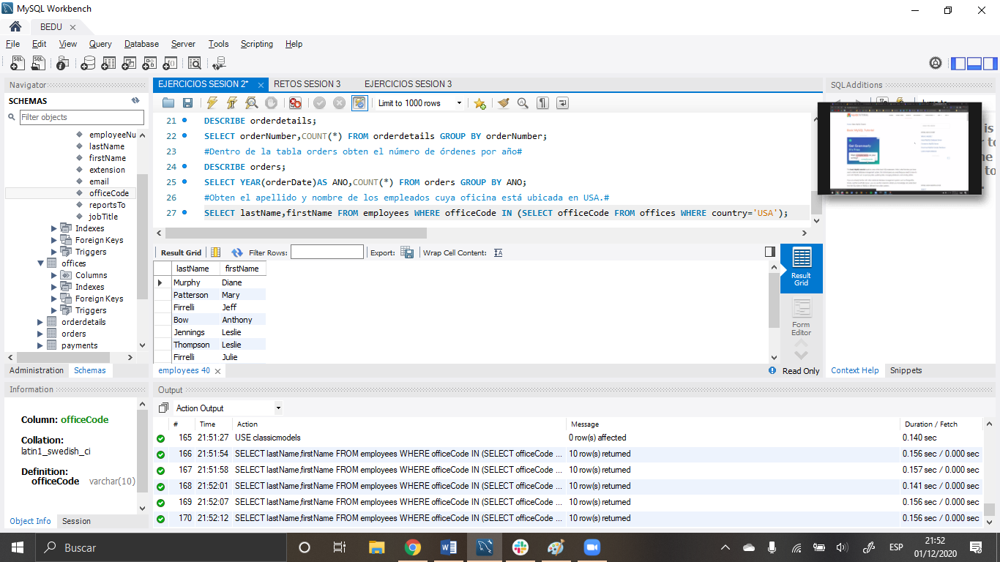 MySQL Workbench
BEDU
File Edit View Query Database Server Tools Scripting Help
Navigator
SCHEMAS
Filter objects
employeeNu
lastName
firstName
extension
email
officeCode
reportsTo
jobTitle
Indexes
Foreign Keys
Triggers
offices
Columns
Indexes
Foreign Keys
Triggers
orderdetails
orders
payments
Administration Schemas
Information
Column: officeCode
Collation:
latin1_swedish_ci
Definition:
officeCode varchar(10)
Object Info Session
EJERCICIOS SESION 2* RETOS SESION 3 EJERCICIOS SESION 3
Limit to 1000 rows
21 DESCRIBE orderdetails;
22 SELECT orderNumber,COUNT(*) FROM orderdetails GROUP BY orderNumber;
23 #Dentro de la tabla orders obten el número de órdenes por año#
24 DESCRIBE orders;
25 SELECT YEAR(orderDate)AS ANO,COUNT(*) FROM orders GROUP BY ANO;
26 #Obten el apellido y nombre de los empleados cuya oficina está ubicada en USA.#
27 SELECT lastName,firstName FROM employees WHERE officeCode IN (SELECT officeCode FROM offices WHERE country='USA');
Result Grid Filter Rows: Export: Wrap Cell Content:
lastName firstName
Murphy Diane
Patterson Mary
Firrelli Jeff
Bow Anthony
Jennings Leslie
Thompson Leslie
Firrelli Julie
Result
Grid
Form
Editor
employees 40
Read Only
SQLAdditions
Jump to
Context Help Snippets
Output
Action Output
# Time Action Message Duration / Fetch
165 21:51:27 USE classicmodels 0 row(s) affected 0.140 sec
166 21:51:54 SELECT lastName,firstName FROM employees WHERE officeCode IN (SELECT officeCode ... 10 row(s) returned 0.156 sec / 0.000 sec
167 21:51:58 SELECT lastName,firstName FROM employees WHERE officeCode IN (SELECT officeCode ... 10 row(s) returned 0.157 sec / 0.000 sec
168 21:52:01 SELECT lastName,firstName FROM employees WHERE officeCode IN (SELECT officeCode ... 10 row(s) returned 0.141 sec / 0.000 sec
169 21:52:07 SELECT lastName,firstName FROM employees WHERE officeCode IN (SELECT officeCode ... 10 row(s) returned 0.156 sec / 0.000 sec
170 21:52:12 SELECT lastName,firstName FROM employees WHERE officeCode IN (SELECT officeCode ... 10 row(s) returned 0.156 sec / 0.000 sec
Buscar
ESP
21:52
01/12/2020